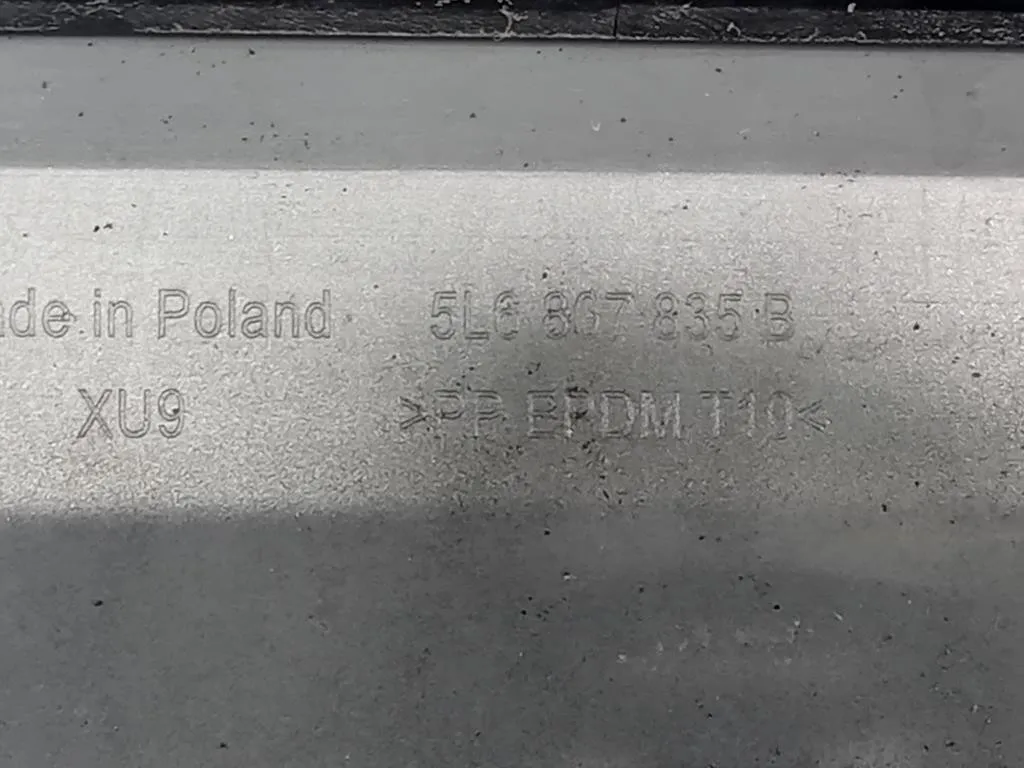 ade in Poland 5L6 867 835 B
XU9 >PP EPDM T10<